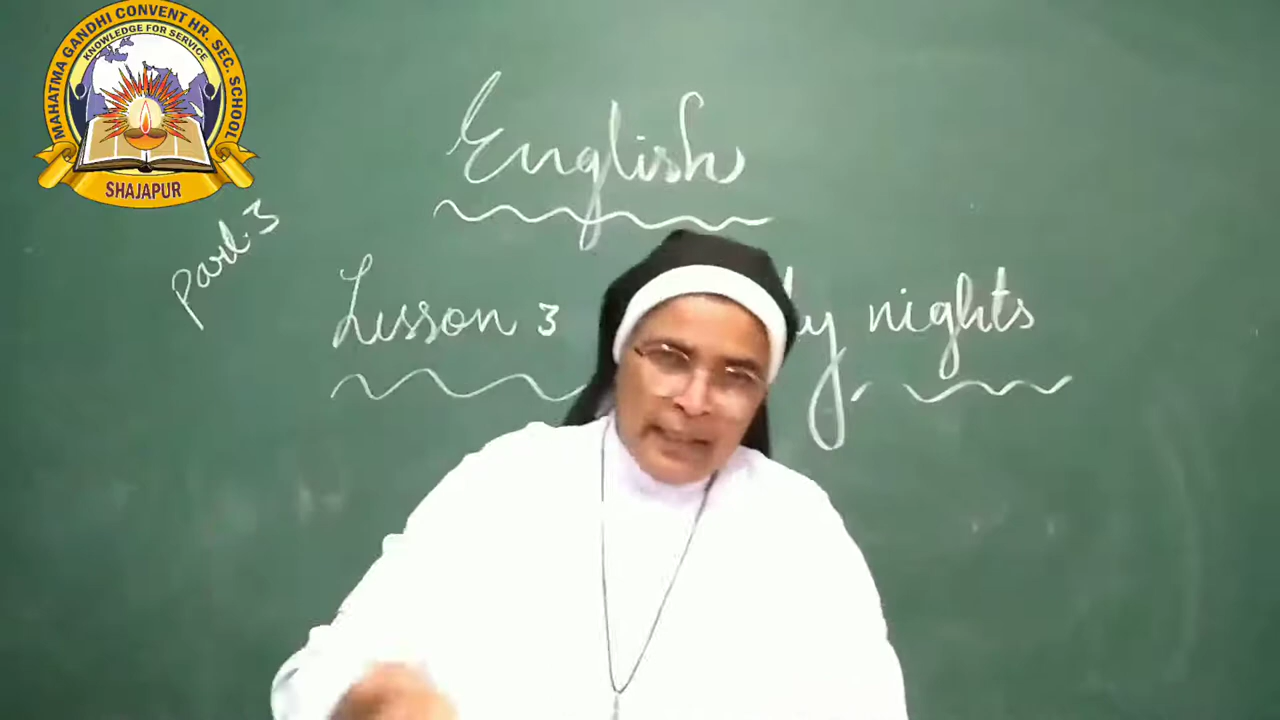 MAHATMA GANDHI CONVENT HR. SEC. SCHOOL
KNOWLEDGE FOR SERVICE
SHAJAPUR
English
Part. 3
Lesson 3
nights